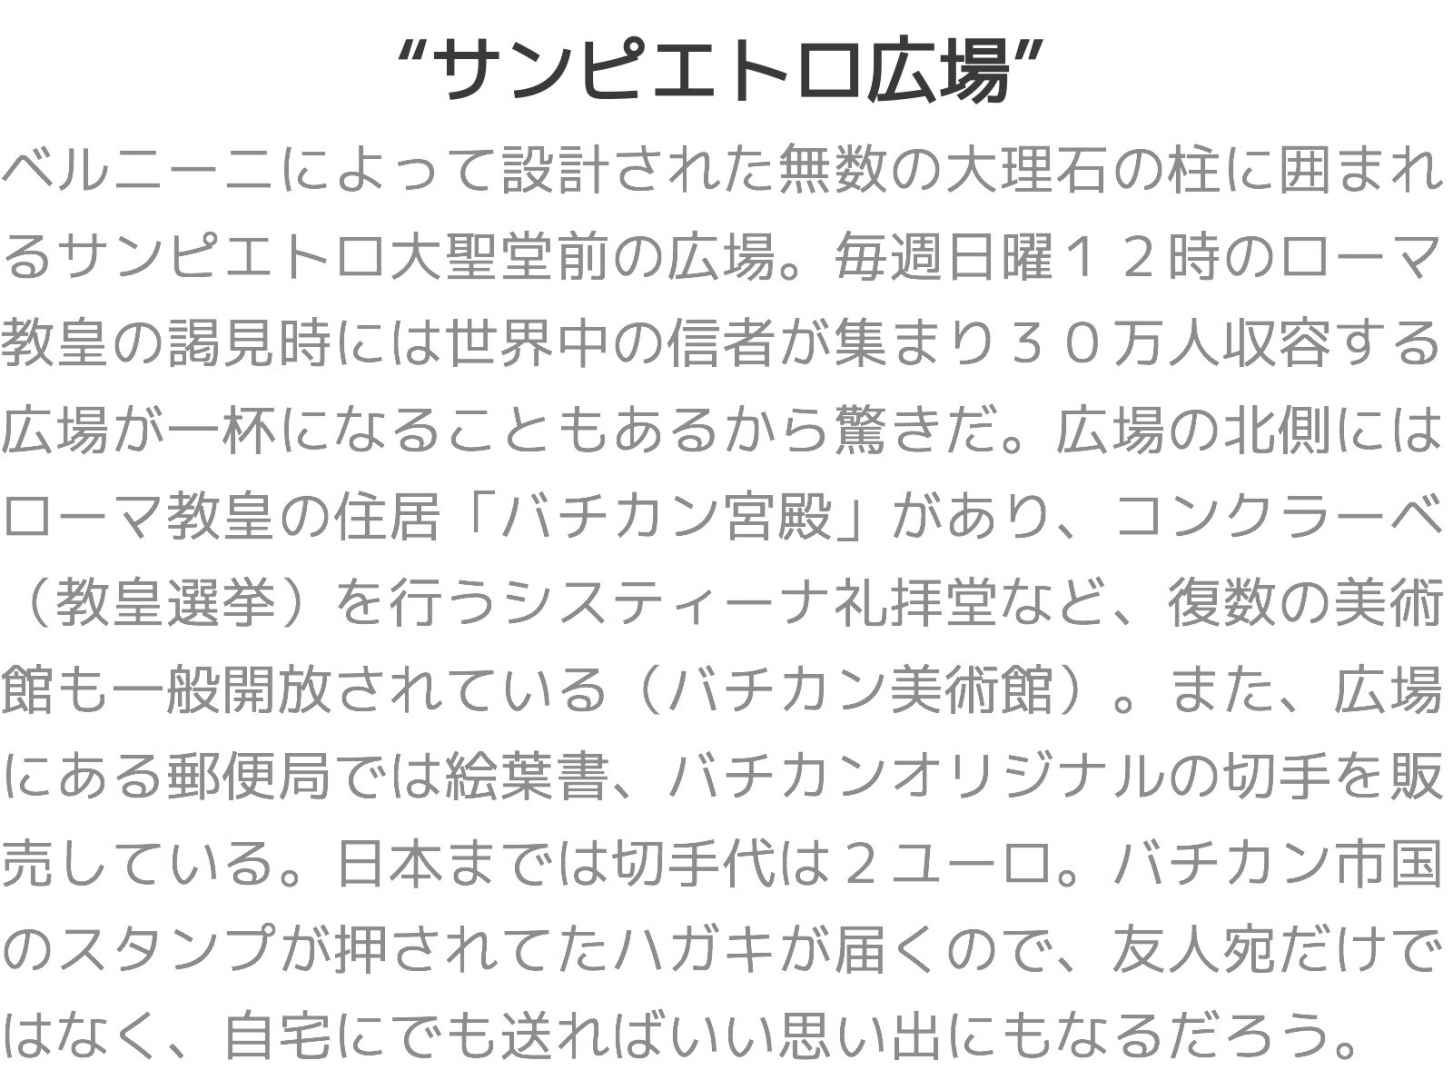 “サンピエトロ広場”
ベルニーニによって設計された無数の大理石の柱に囲まれ
るサンピエトロ大聖堂前の広場。毎週日曜１２時のローマ
教皇の謁見時には世界中の信者が集まり３０万人収容する
広場が一杯になることもあるから驚きだ。広場の北側には
ローマ教皇の住居「バチカン宮殿」があり、コンクラーベ
（教皇選挙）を行うシスティーナ礼拝堂など、復数の美術
館も一般開放されている（バチカン美術館）。また、広場
にある郵便局では絵葉書、バチカンオリジナルの切手を販
売している。日本までは切手代は２ユーロ。バチカン市国
のスタンプが押されてたハガキが届くので、友人宛だけで
はなく、自宅にでも送ればいい思い出にもなるだろう。